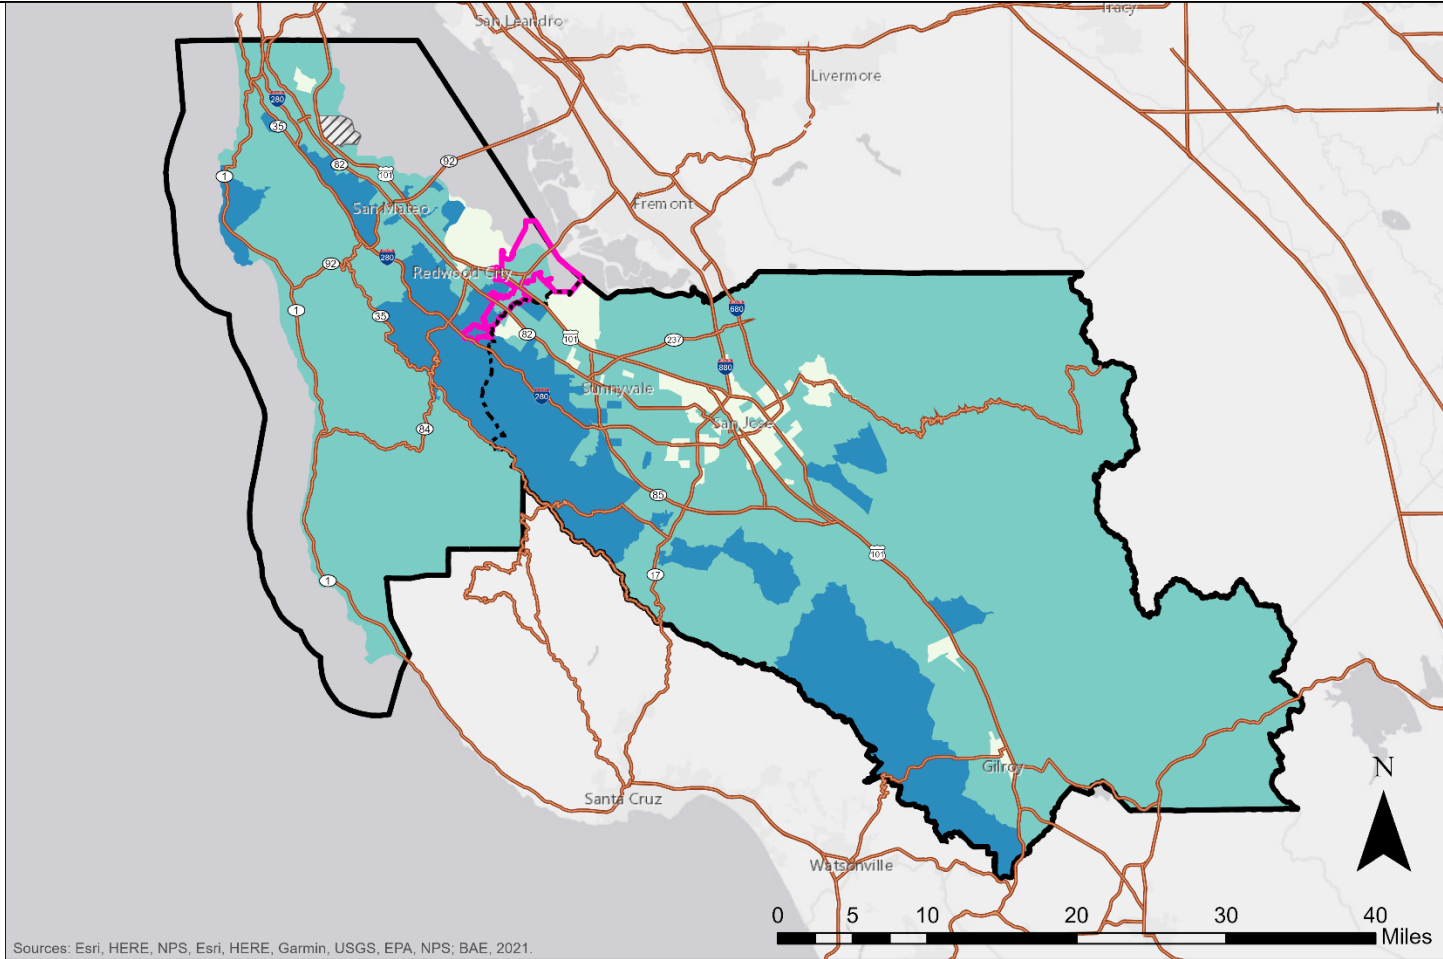 San Leandro
Tracy
Livermore
280
35
82
101
92
1
San Mateo
Fremont
280
92
Redwood City
1
35
82
101
237
680
880
280
Sunnyvale
San Jose
84
85
101
1
17
Gilroy
Santa Cruz
Watsonville
N
0 5 10 20 30 40
Miles
Sources: Esri, HERE, NPS, Esri, HERE, Garmin, USGS, EPA, NPS; BAE, 2021.